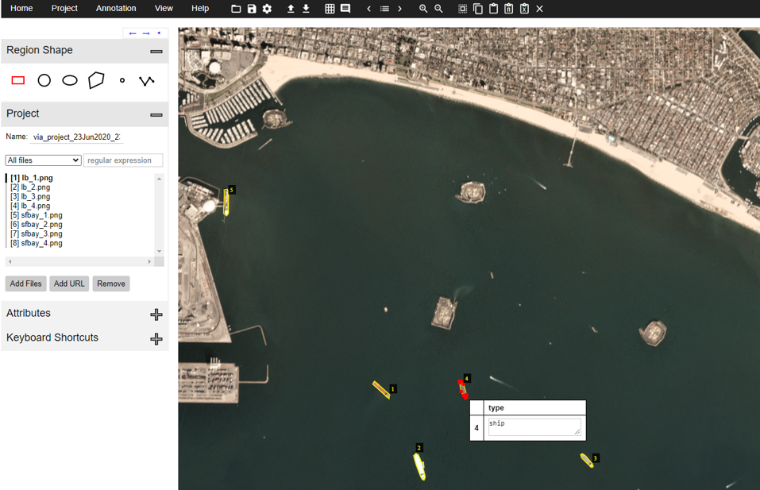 Home Project Annotation View Help
Region Shape
Project
Name: via_project_23Jun2020_2
All files regular expression
[1] lb_1.png
[2] lb_2.png
[3] lb_3.png
[4] lb_4.png
[5] sfbay_1.png
[6] sfbay_2.png
[7] sfbay_3.png
[8] sfbay_4.png
Add Files Add URL Remove
Attributes
Keyboard Shortcuts
5
4
1
type
4 ship
2
3